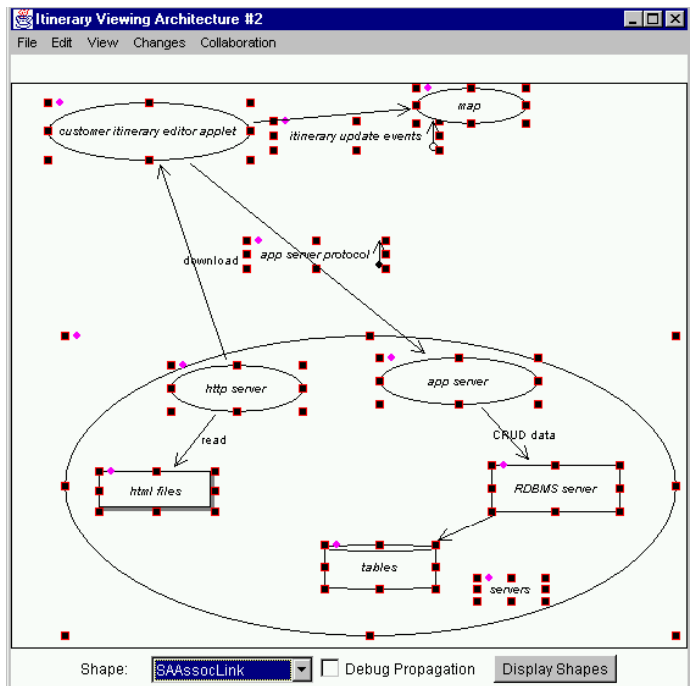 Itinerary Viewing Architecture #2
File Edit View Changes Collaboration
map
customer itinerary editor applet
itinerary update events
app server protocol
download
http server
app server
read
CRUD data
html files
RDBMS server
tables
servers
Shape: SAAssocLink Debug Propagation Display Shapes